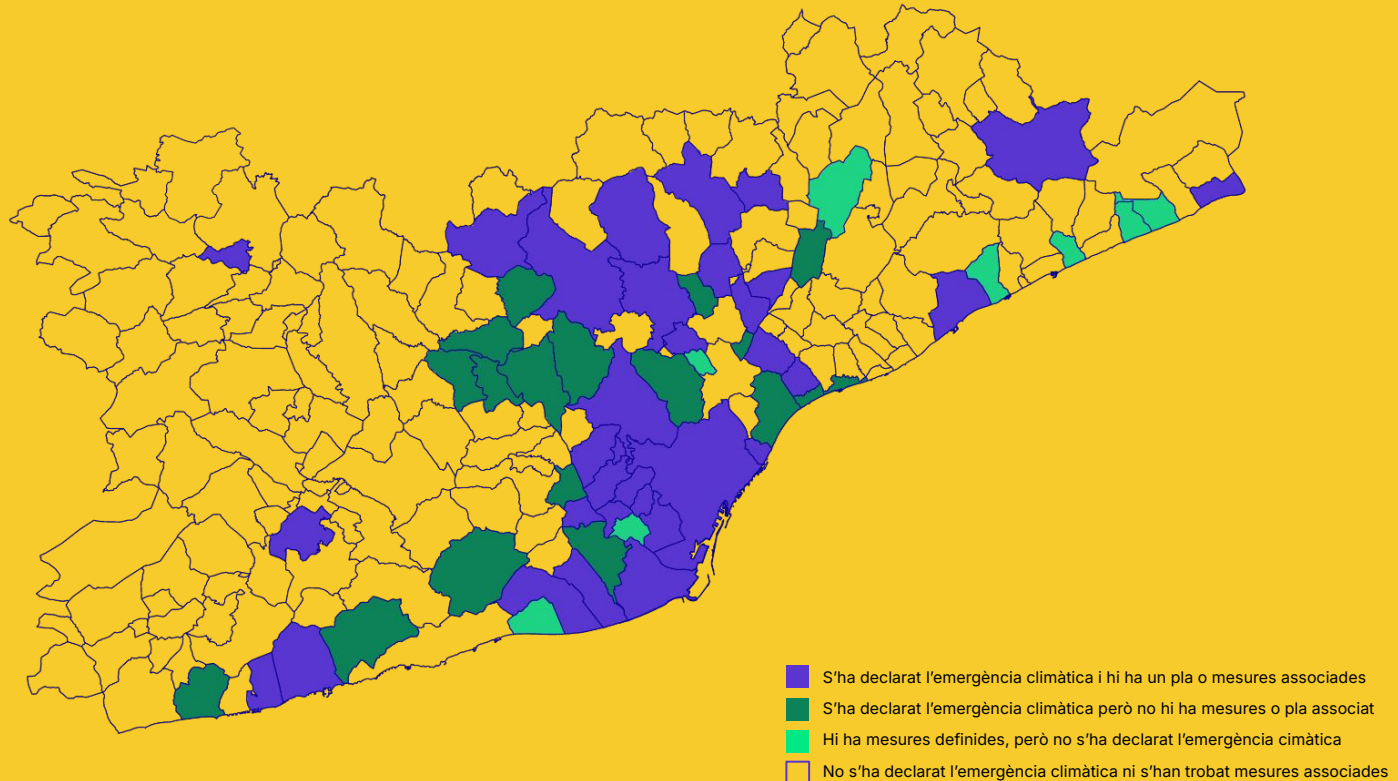 S'ha declarat l'emergència climàtica i hi ha un pla o mesures associades
S'ha declarat l'emergència climàtica però no hi ha mesures o pla associat
Hi ha mesures definides, però no s'ha declarat l'emergència cimàtica
No s'ha declarat l'emergència climàtica ni s'han trobat mesures associades